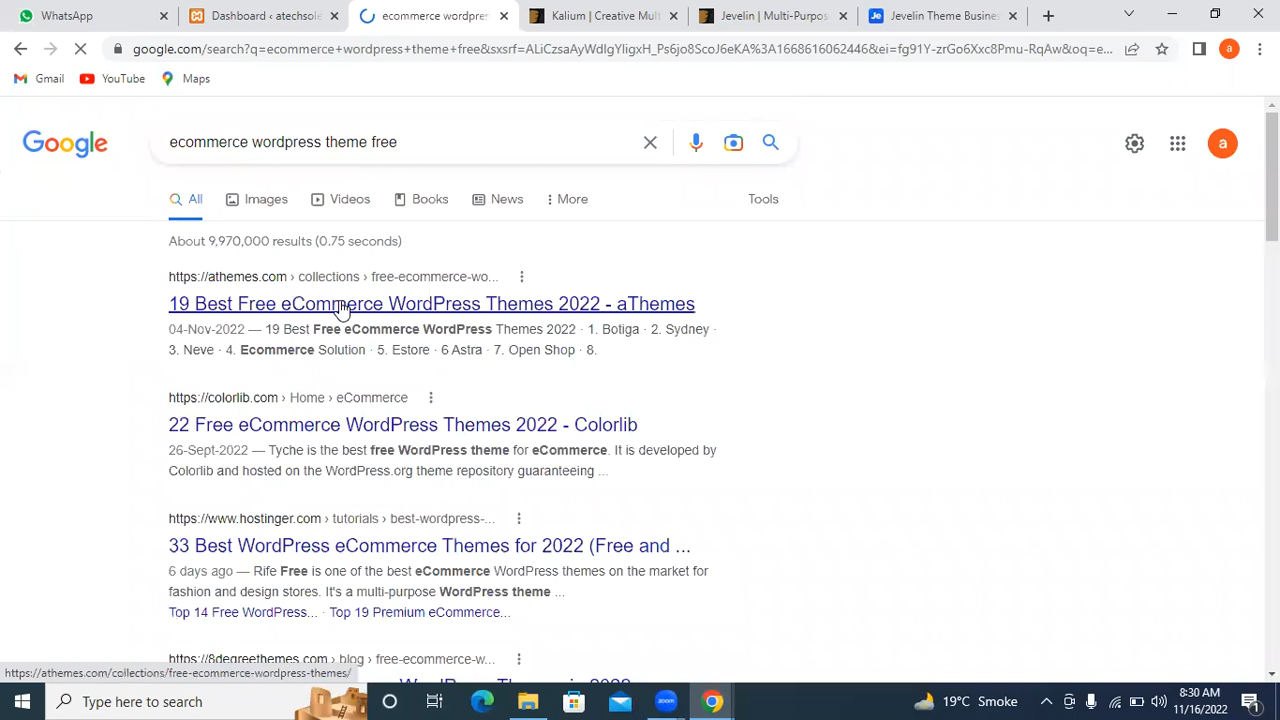 WhatsApp
Dashboard ‹ atechsol
ecommerce wordpres
Kalium | Creative Mult
Jevelin | Multi-Purpos
Je Jevelin Theme Busine
google.com/search?q=ecommerce+wordpress+theme+free&sxsrf=ALiCzsaAyWdIgYligxH_Ps6jo8ScoJ6eKA%3A1668616062446&ei=fg91Y-zrGo6Xxc8Pmu-RqAw&oq=e...
a
Gmail
YouTube
Maps
Google
ecommerce wordpress theme free
a
All
Images
Videos
Books
News
More
Tools
About 9,970,000 results (0.75 seconds)
https://athemes.com › collections › free-ecommerce-wo...
19 Best Free eCommerce WordPress Themes 2022 - aThemes
04-Nov-2022 — 19 Best Free eCommerce WordPress Themes 2022 · 1. Botiga · 2. Sydney ·
3. Neve · 4. Ecommerce Solution · 5. Estore · 6 Astra · 7. Open Shop · 8.
https://colorlib.com › Home › eCommerce
22 Free eCommerce WordPress Themes 2022 - Colorlib
26-Sept-2022 — Tyche is the best free WordPress theme for eCommerce. It is developed by
Colorlib and hosted on the WordPress.org theme repository guaranteeing ...
https://www.hostinger.com › tutorials › best-wordpress-...
33 Best WordPress eCommerce Themes for 2022 (Free and ...
6 days ago — Rife Free is one of the best eCommerce WordPress themes on the market for
fashion and design stores. It's a multi-purpose WordPress theme ...
Top 14 Free WordPress... · Top 19 Premium eCommerce...
https://8degreethemes.com › blog › free-ecommerce-w...
WordPress Themes in 2022
https://athemes.com/collections/free-ecommerce-wordpress-themes/
Type here to search
zoom
19°C Smoke
8:30 AM
11/16/2022
1